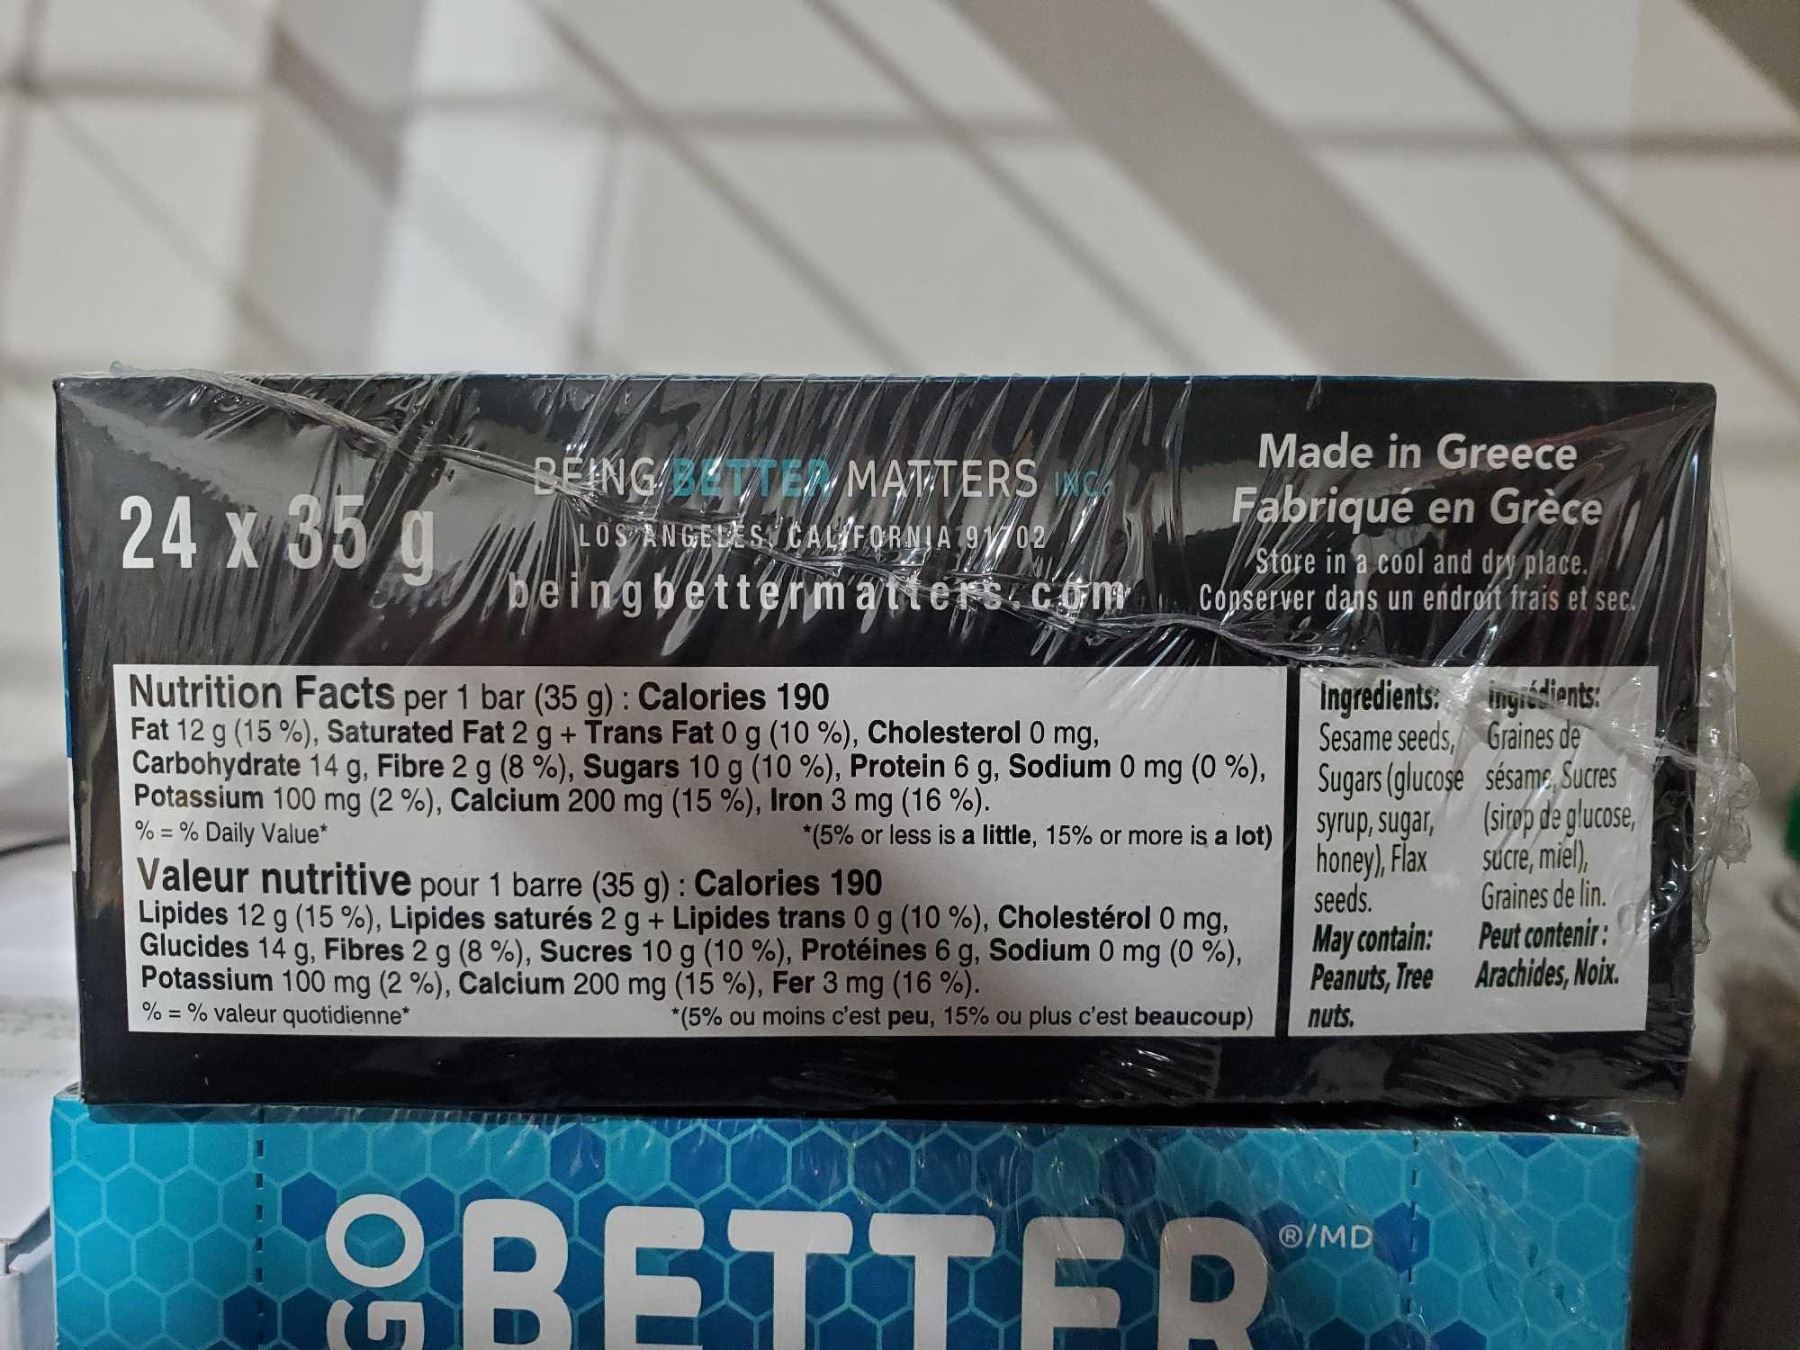 24 x 35 g
BEING BETTER MATTERS INC.
LOS ANGELES, CALIFORNIA 91702
beingbettermatters.com
Made in Greece
Fabriqué en Grèce
Store in a cool and dry place.
Conserver dans un endroit frais et sec.
Nutrition Facts per 1 bar (35 g) : Calories 190
Fat 12 g (15 %), Saturated Fat 2 g + Trans Fat 0 g (10 %), Cholesterol 0 mg,
Carbohydrate 14 g, Fibre 2 g (8 %), Sugars 10 g (10 %), Protein 6 g, Sodium 0 mg (0 %),
Potassium 100 mg (2 %), Calcium 200 mg (15 %), Iron 3 mg (16 %).
% = % Daily Value* *(5% or less is a little, 15% or more is a lot)
Valeur nutritive pour 1 barre (35 g) : Calories 190
Lipides 12 g (15 %), Lipides saturés 2 g + Lipides trans 0 g (10 %), Cholestérol 0 mg,
Glucides 14 g, Fibres 2 g (8 %), Sucres 10 g (10 %), Protéines 6 g, Sodium 0 mg (0 %),
Potassium 100 mg (2 %), Calcium 200 mg (15 %), Fer 3 mg (16 %).
% = % valeur quotidienne* *(5% ou moins c'est peu, 15% ou plus c'est beaucoup)
Ingredients:
Sesame seeds,
Sugars (glucose
syrup, sugar,
honey), Flax
seeds.
May contain:
Peanuts, Tree
nuts.
Ingrédients:
Graines de
sésame, Sucres
(sirop de glucose,
sucre, miel),
Graines de lin.
Peut contenir :
Arachides, Noix.
GO
BETTER
®/MD